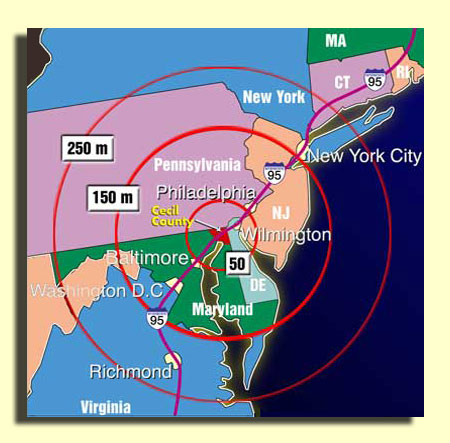 MA
CT
RI
95
New York
250 m
New York City
Pennsylvania
95
150 m
Philadelphia
Cecil
County
NJ
Wilmington
Baltimore
50
Washington D.C
DE
Maryland
95
Richmond
Virginia